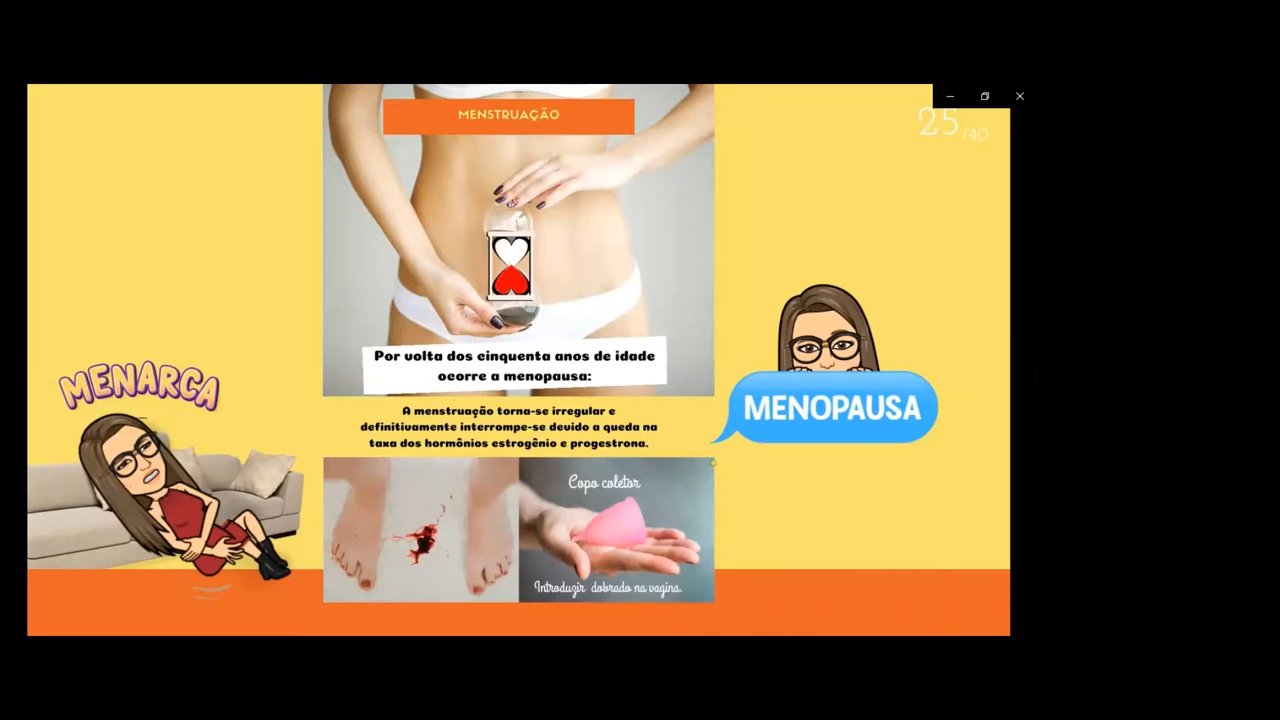 MENSTRUAÇÃO
25/40
Por volta dos cinquenta anos de idade
ocorre a menopausa:
MENARCA
MENOPAUSA
A menstruação torna-se irregular e
definitivamente interrompe-se devido a queda na
taxa dos hormônios estrogênio e progestrona.
Copo coletor
Introduzir dobrado na vagina.